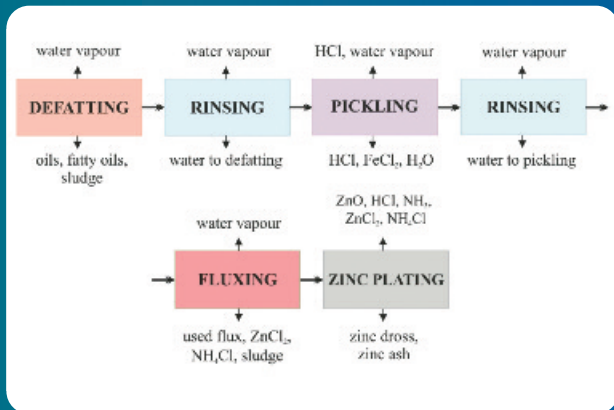 water vapour
water vapour
HCl, water vapour
water vapour
DEFATTING
RINSING
PICKLING
RINSING
oils, fatty oils,
sludge
water to defatting
HCl, FeCl₂, H₂O
water to pickling
water vapour
ZnO, HCl, NH₃,
ZnCl₂, NH₄Cl
FLUXING
ZINC PLATING
used flux, ZnCl₂,
NH₄Cl, sludge
zinc dross,
zinc ash